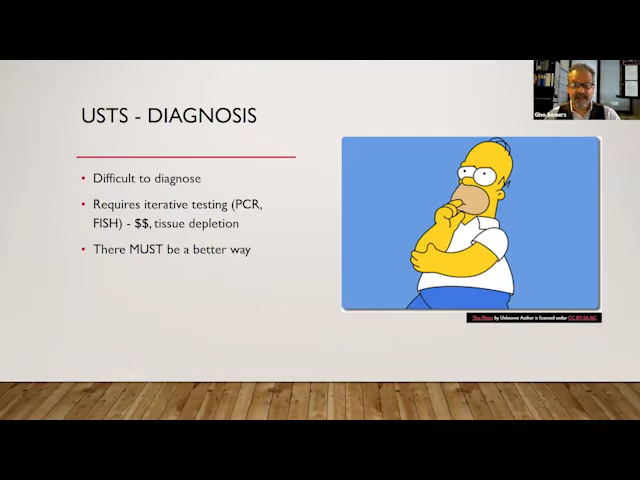 USTS - DIAGNOSIS
• Difficult to diagnose
• Requires iterative testing (PCR,
FISH) - $$, tissue depletion
• There MUST be a better way
Gino Somers
This Photo by Unknown Author is licensed under CC BY-SA-NC